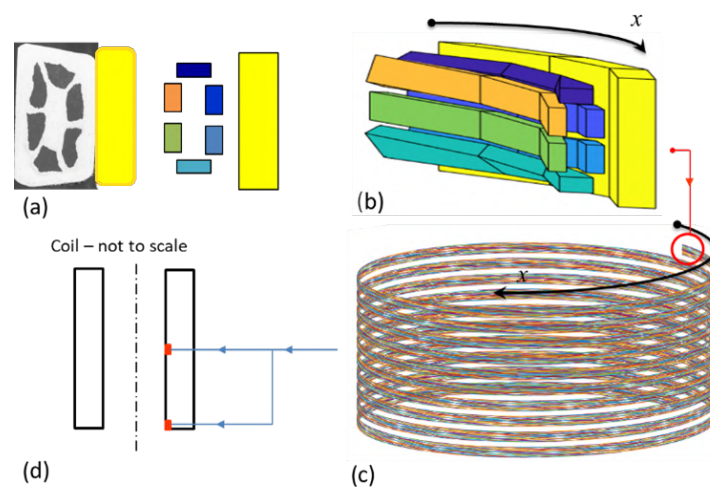 (a)
x
(b)
Coil – not to scale
x
(d)
(c)